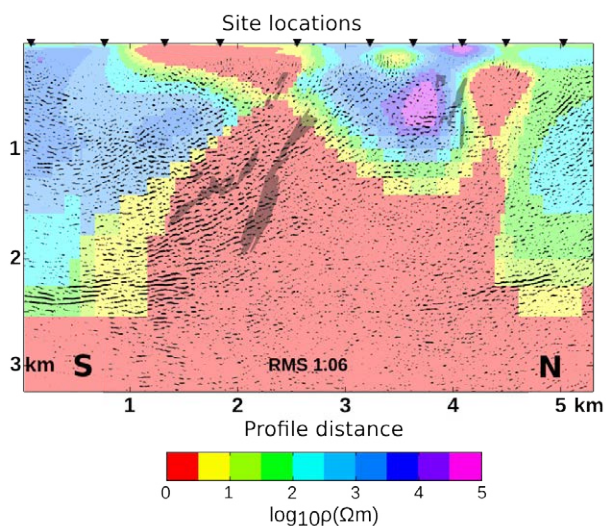 Site locations
1
2
3 km
S
RMS 1.06
N
1 2 3 4 5 km
Profile distance
0 1 2 3 4 5
log10ρ(Ωm)